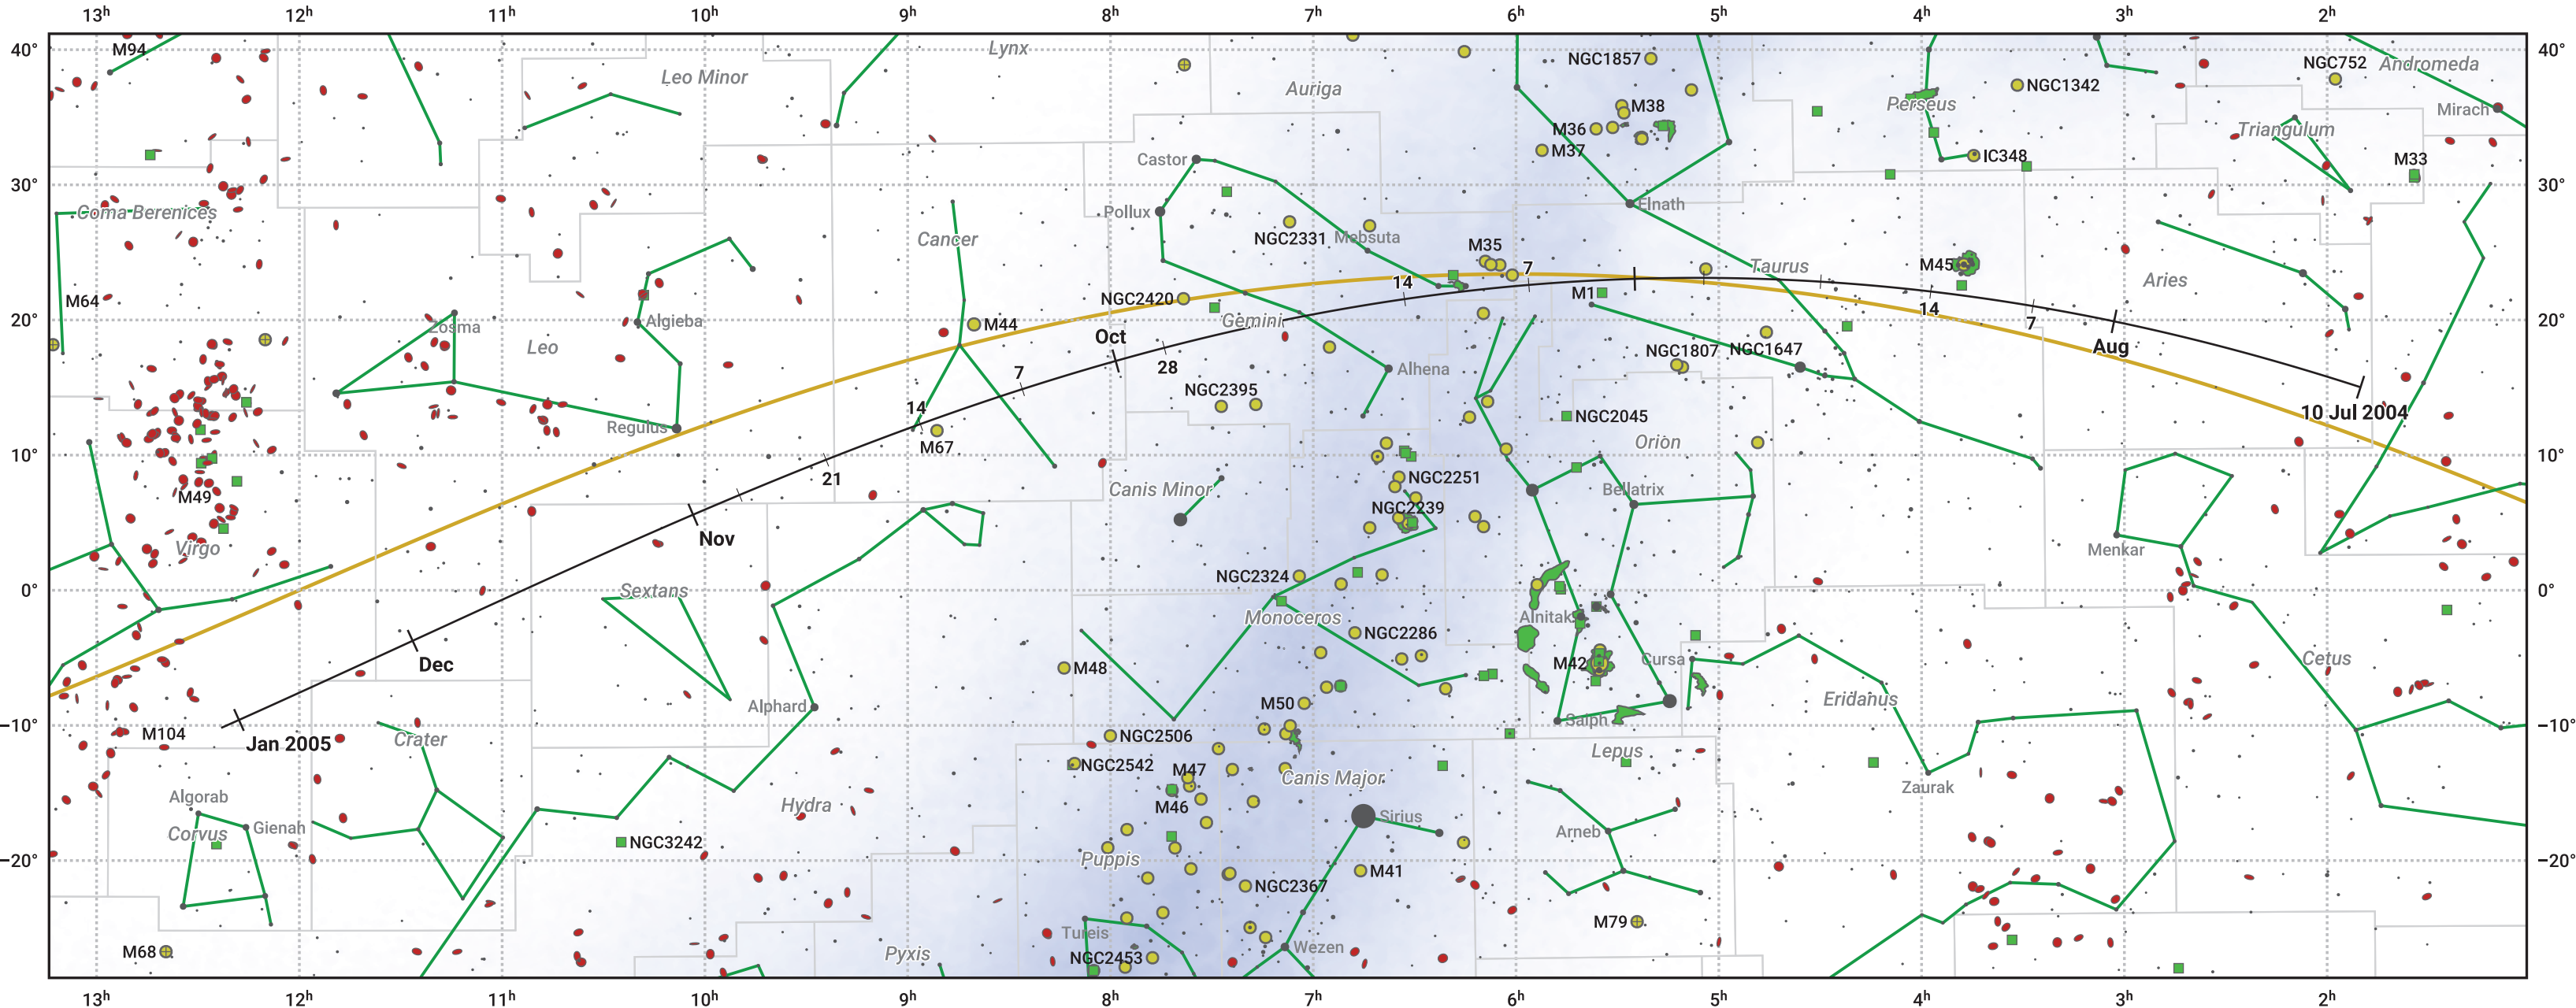 13h 12h 11h 10h 9h 8h 7h 6h 5h 4h 3h 2h
40° M94 Lynx NGC1857 NGC752 Andromeda 40°
Leo Minor Auriga NGC1342
M38 Perseus Mirach
M36 Triangulum
Castor M37 IC348 M33
30° 30°
Coma Berenices Pollux Elnath
Cancer NGC2331 Mebsuta M35
7 Taurus M45 Aries
M64 NGC2420 14 M1 14
20° Zosma Algieba M44 Gemini 7 20°
Leo Oct NGC1807 NGC1647 Aug
7 28 Alhena
14 NGC2395 10 Jul 2004
Regulus M67 NGC2045
10° Orion 10°
21 NGC2251
M49 Canis Minor Bellatrix
NGC2239
Nov
Virgo Menkar
0° Sextans NGC2324 0°
Monoceros Alnitak
NGC2286
Dec M48 M42 Cursa Cetus
Alphard M50 Eridanus
−10° M104 Saiph −10°
Jan 2005 Crater NGC2506 Lepus
NGC2542 M47 Canis Major
Zaurak
Algorab Hydra M46
Corvus Gienah Sirius Arneb
NGC3242
−20° Puppis M41 −20°
NGC2367
M79
Tureis
M68 Pyxis NGC2453 Wezen
13h 12h 11h 10h 9h 8h 7h 6h 5h 4h 3h 2h